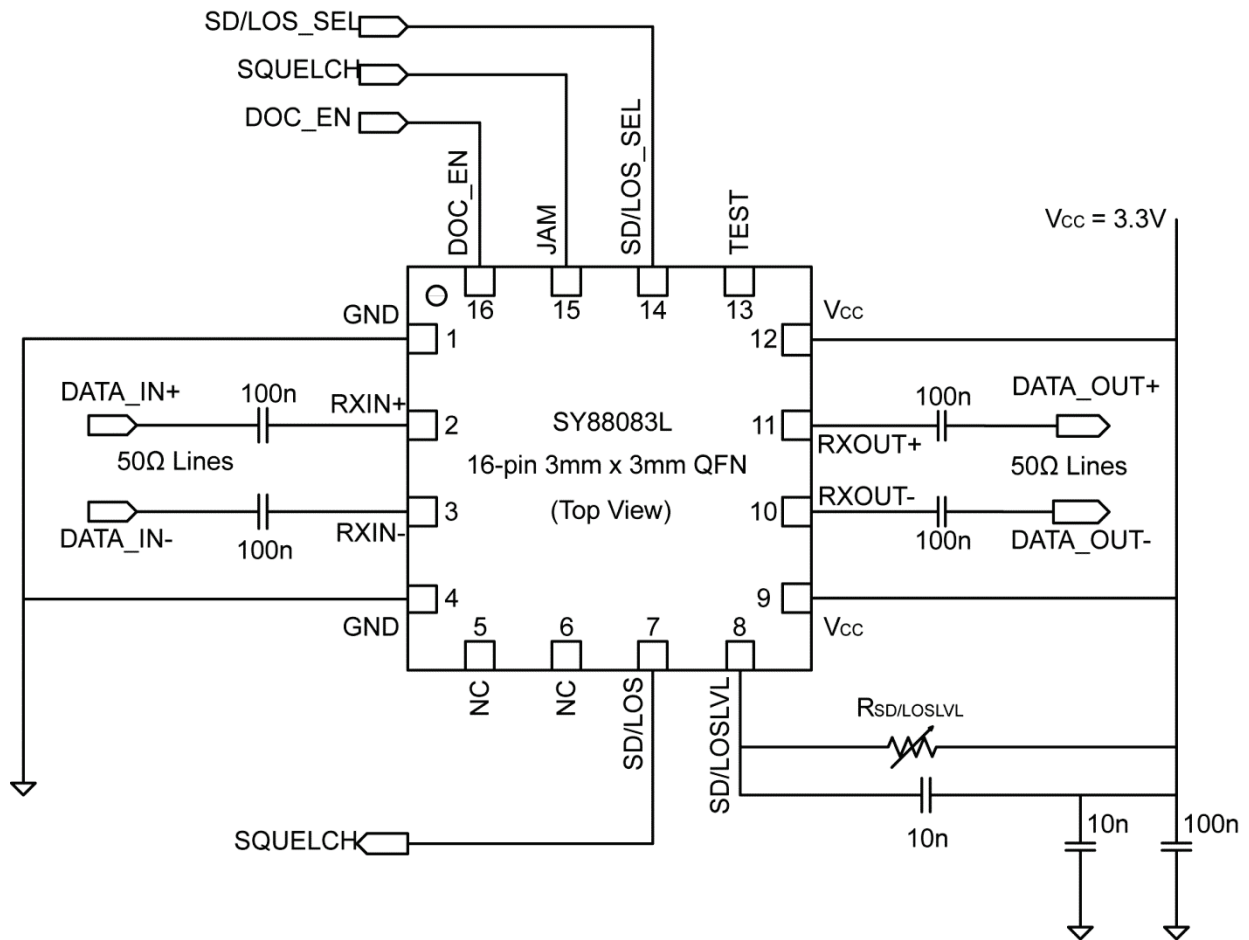 SD/LOS_SEL
SQUELCH
DOC_EN
DOC_EN
JAM
SD/LOS_SEL
TEST
VCC = 3.3V
16
15
14
13
GND
1
12
VCC
DATA_IN+
100n
RXIN+
2
SY88083L
11
RXOUT+
100n
DATA_OUT+
50Ω Lines
16-pin 3mm x 3mm QFN
50Ω Lines
(Top View)
DATA_IN-
100n
RXIN-
3
10
RXOUT-
100n
DATA_OUT-
GND
4
9
VCC
5
6
7
8
NC
NC
SD/LOS
SD/LOSLVL
RSD/LOSLVL
10n
10n
100n
SQUELCH